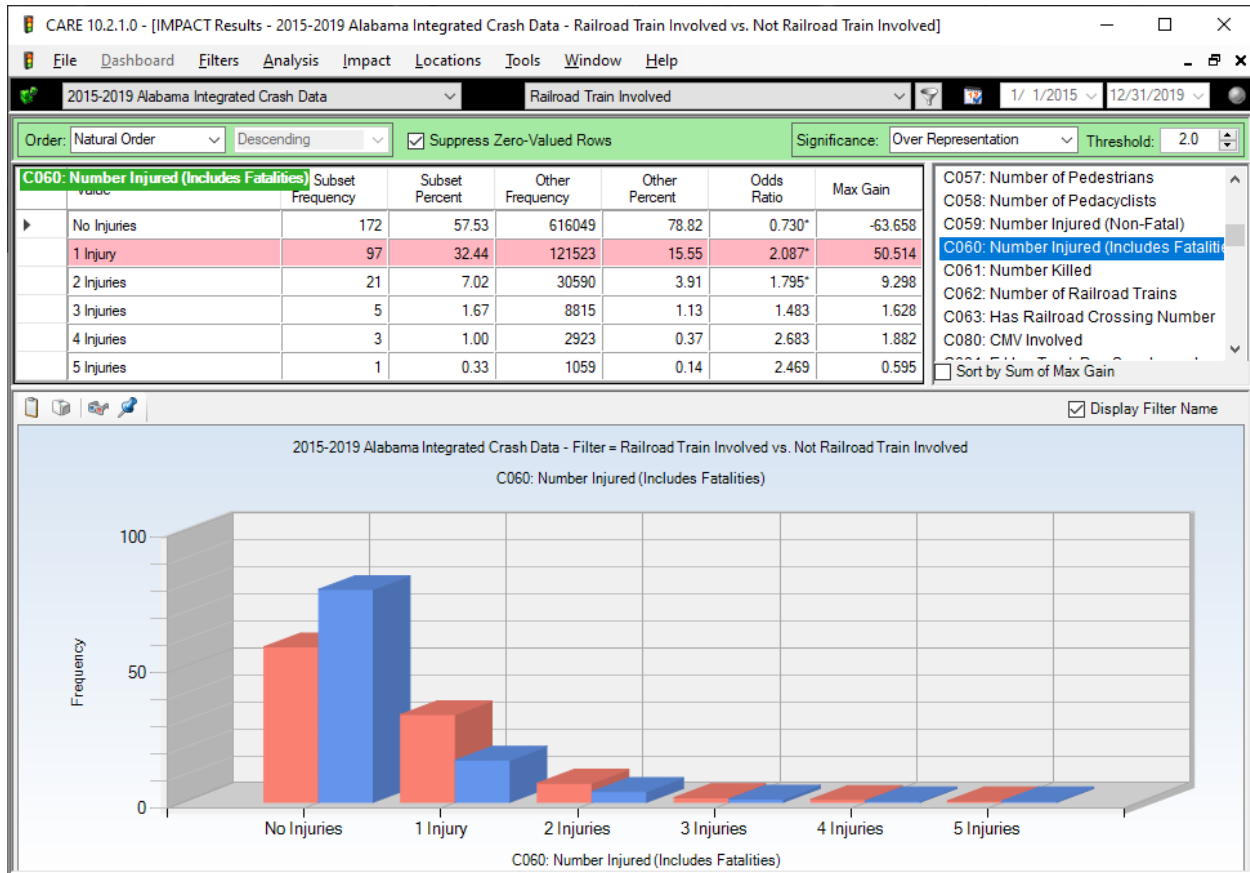 CARE 10.2.1.0 - [IMPACT Results - 2015-2019 Alabama Integrated Crash Data - Railroad Train Involved vs. Not Railroad Train Involved]
File Dashboard Filters Analysis Impact Locations Tools Window Help
2015-2019 Alabama Integrated Crash Data Railroad Train Involved 1/ 1/2015 12/31/2019
Order: Natural Order Descending Suppress Zero-Valued Rows Significance: Over Representation Threshold: 2.0
C060: Number Injured (Includes Fatalities) Subset Frequency Subset Percent Other Frequency Other Percent Odds Ratio Max Gain
No Injuries 172 57.53 616049 78.82 0.730* -63.658
1 Injury 97 32.44 121523 15.55 2.087* 50.514
2 Injuries 21 7.02 30590 3.91 1.795* 9.298
3 Injuries 5 1.67 8815 1.13 1.483 1.628
4 Injuries 3 1.00 2923 0.37 2.683 1.882
5 Injuries 1 0.33 1059 0.14 2.469 0.595
C057: Number of Pedestrians
C058: Number of Pedacyclists
C059: Number Injured (Non-Fatal)
C060: Number Injured (Includes Fatalitie
C061: Number Killed
C062: Number of Railroad Trains
C063: Has Railroad Crossing Number
C080: CMV Involved
Sort by Sum of Max Gain
Display Filter Name
2015-2019 Alabama Integrated Crash Data - Filter = Railroad Train Involved vs. Not Railroad Train Involved
C060: Number Injured (Includes Fatalities)
100
50
0
Frequency
No Injuries 1 Injury 2 Injuries 3 Injuries 4 Injuries 5 Injuries
C060: Number Injured (Includes Fatalities)